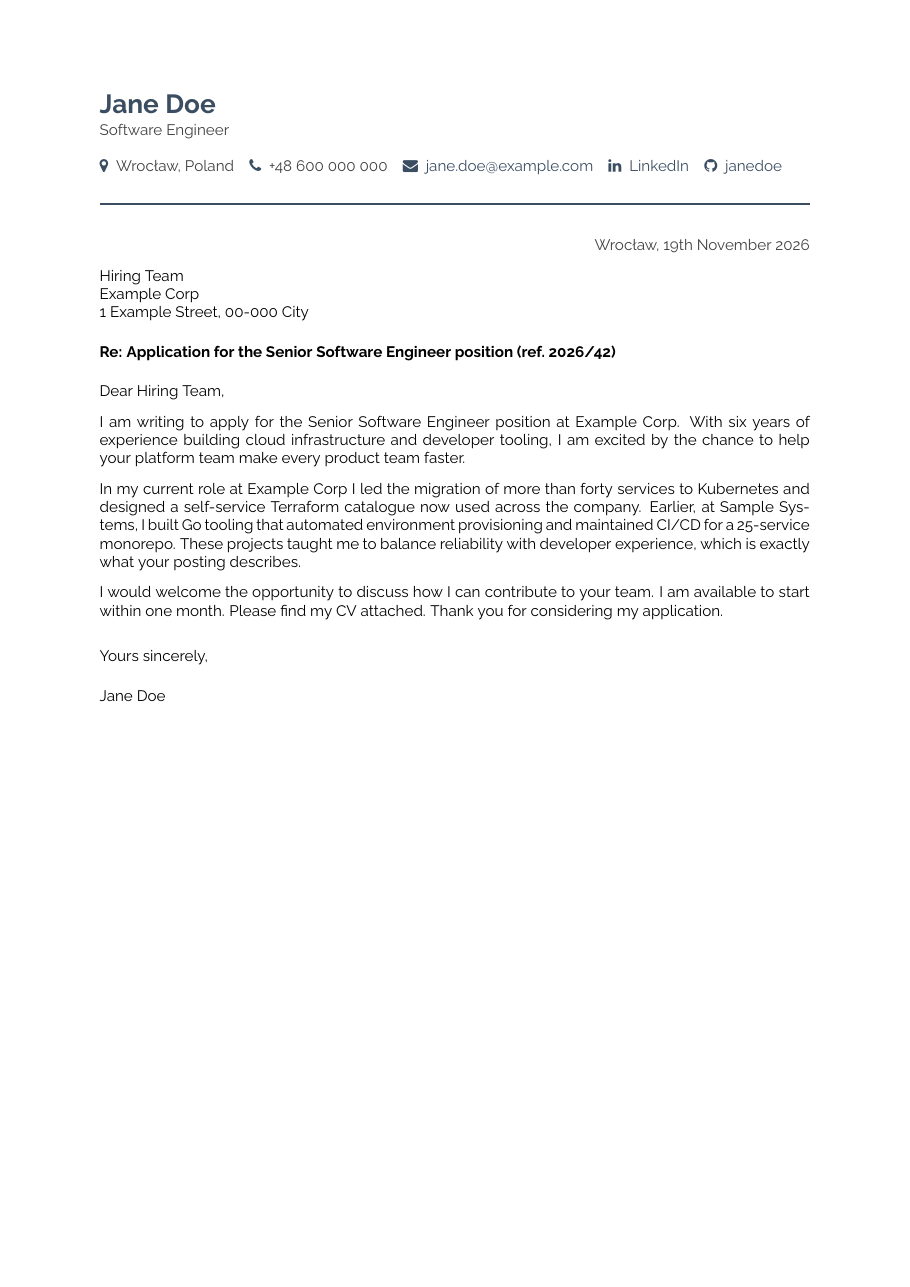 Jane Doe
Software Engineer
Wrocław, Poland +48 600 000 000 jane.doe@example.com LinkedIn janedoe
Wrocław, 19th November 2026
Hiring Team
Example Corp
1 Example Street, 00-000 City
Re: Application for the Senior Software Engineer position (ref. 2026/42)
Dear Hiring Team,
I am writing to apply for the Senior Software Engineer position at Example Corp. With six years of
experience building cloud infrastructure and developer tooling, I am excited by the chance to help
your platform team make every product team faster.
In my current role at Example Corp I led the migration of more than forty services to Kubernetes and
designed a self-service Terraform catalogue now used across the company. Earlier, at Sample Sys-
tems, I built Go tooling that automated environment provisioning and maintained CI/CD for a 25-service
monorepo. These projects taught me to balance reliability with developer experience, which is exactly
what your posting describes.
I would welcome the opportunity to discuss how I can contribute to your team. I am available to start
within one month. Please find my CV attached. Thank you for considering my application.
Yours sincerely,
Jane Doe